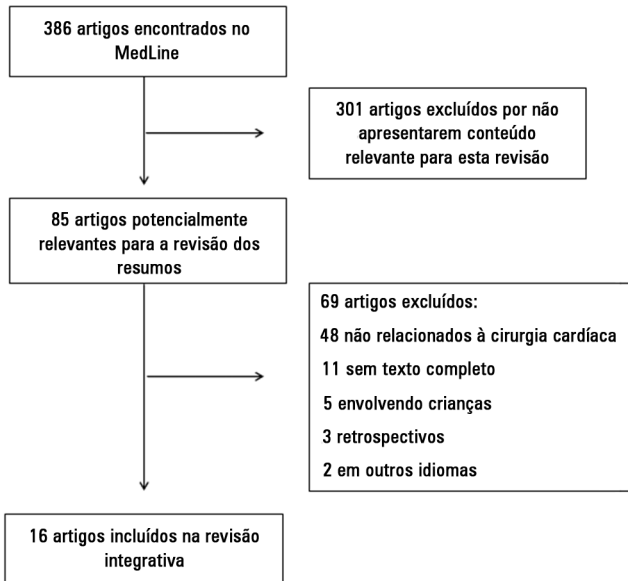 386 artigos encontrados no
MedLine
301 artigos excluídos por não
apresentarem conteúdo
relevante para esta revisão
85 artigos potencialmente
relevantes para a revisão dos
resumos
69 artigos excluídos:
48 não relacionados à cirurgia cardíaca
11 sem texto completo
5 envolvendo crianças
3 retrospectivos
2 em outros idiomas
16 artigos incluídos na revisão
integrativa